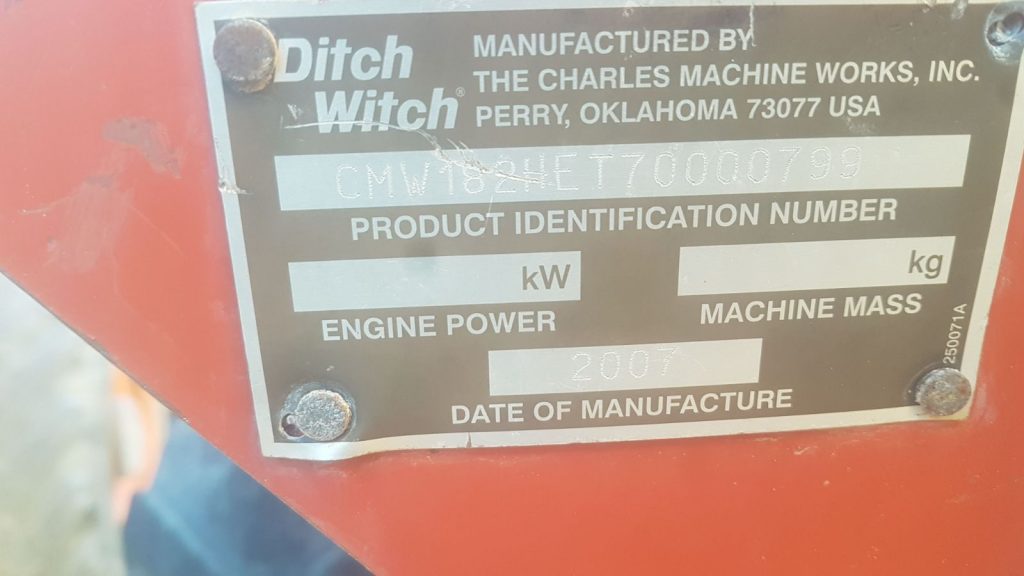 Ditch
Witch®
MANUFACTURED BY
THE CHARLES MACHINE WORKS, INC.
PERRY, OKLAHOMA 73077 USA
CMW182HET70000799
PRODUCT IDENTIFICATION NUMBER
kW
ENGINE POWER
kg
MACHINE MASS
2007
DATE OF MANUFACTURE
250071A